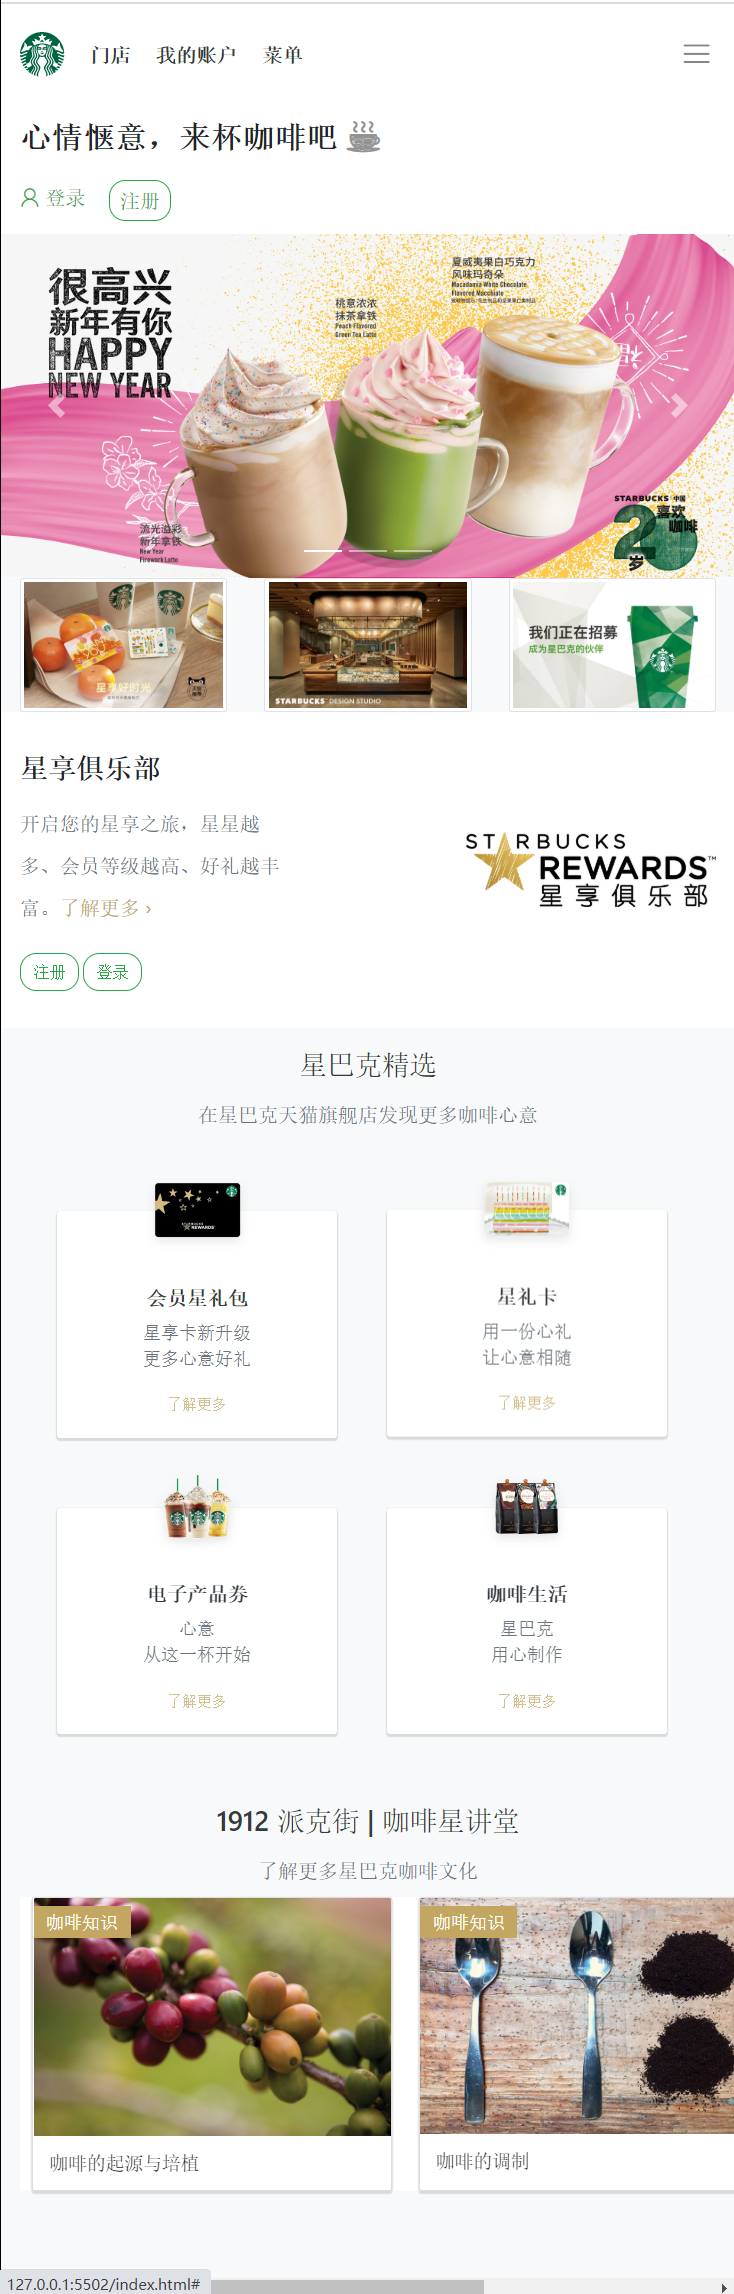 门店 我的账户 菜单
心情惬意，来杯咖啡吧
登录 注册
很高兴
新年有你
HAPPY
NEW YEAR
夏威夷果白巧克力
风味玛奇朵
Macadamia White Chocolate
Flavored Macchiato
桃意浓浓
抹茶拿铁
Peach Flavored
Green Tea Latte
福
流光溢彩
新年拿铁
New Year
Firework Latte
STARBUCKS 中国
喜欢
咖啡
20
岁
星享好时光
STARBUCKS DESIGN STUDIO
我们正在招募
成为星巴克的伙伴
星享俱乐部
开启您的星享之旅，星星越
多、会员等级越高、好礼越丰
富。了解更多 ›
注册 登录
STARBUCKS
REWARDS™
星享俱乐部
星巴克精选
在星巴克天猫旗舰店发现更多咖啡心意
STARBUCKS
REWARDS
会员星礼包
星享卡新升级
更多心意好礼
了解更多
星礼卡
用一份心礼
让心意相随
了解更多
电子产品券
心意
从这一杯开始
了解更多
咖啡生活
星巴克
用心制作
了解更多
1912 派克街 | 咖啡星讲堂
了解更多星巴克咖啡文化
咖啡知识
咖啡的起源与培植
咖啡知识
咖啡的调制
127.0.0.1:5502/index.html#